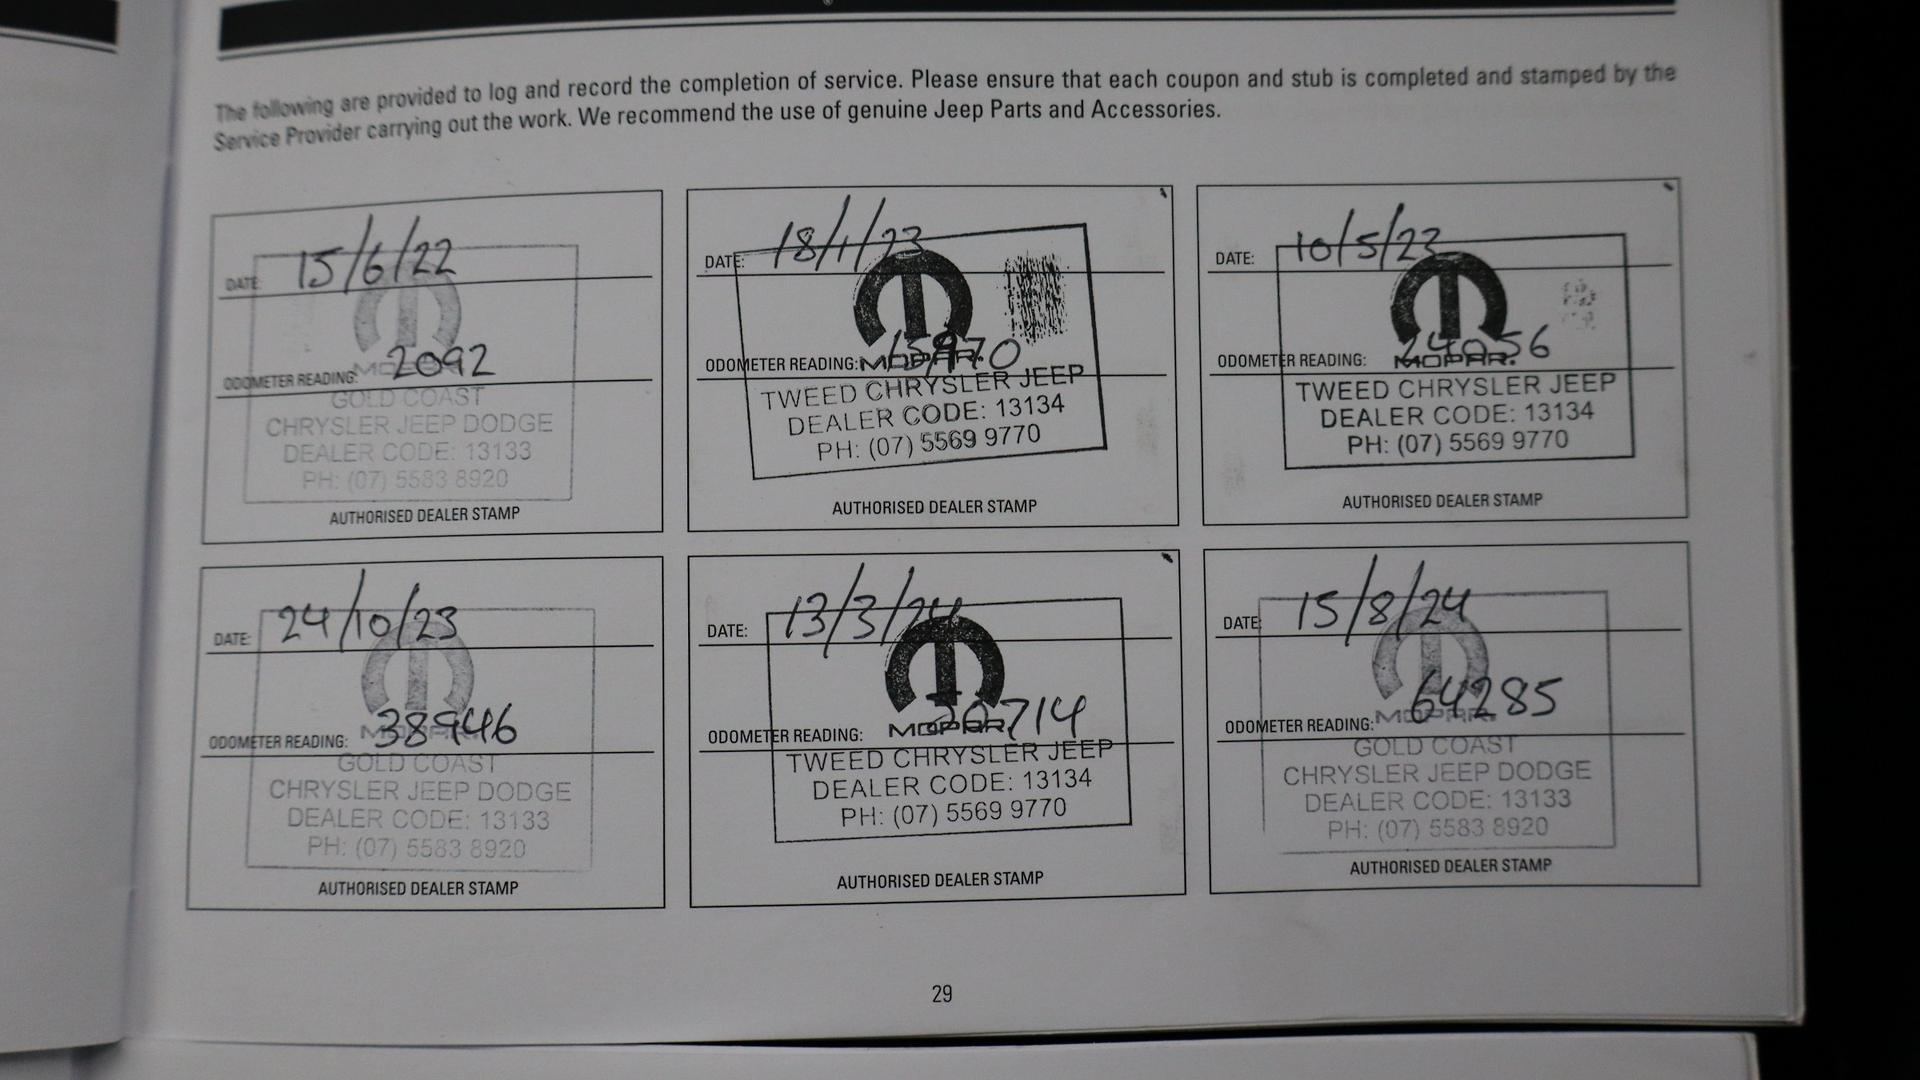 The following are provided to log and record the completion of service. Please ensure that each coupon and stub is completed and stamped by the
Service Provider carrying out the work. We recommend the use of genuine Jeep Parts and Accessories.
DATE: 15/6/22
ODOMETER READING: 2092
MOPAR
GOLD COAST
CHRYSLER JEEP DODGE
DEALER CODE: 13133
PH: (07) 5583 8920
AUTHORISED DEALER STAMP
DATE: 18/1/23
ODOMETER READING:
MOPAR.
TWEED CHRYSLER JEEP
DEALER CODE: 13134
PH: (07) 5569 9770
AUTHORISED DEALER STAMP
DATE: 10/5/23
ODOMETER READING:
MOPAR.
TWEED CHRYSLER JEEP
DEALER CODE: 13134
PH: (07) 5569 9770
AUTHORISED DEALER STAMP
DATE: 24/10/23
ODOMETER READING: 38946
MOPAR.
GOLD COAST
CHRYSLER JEEP DODGE
DEALER CODE: 13133
PH: (07) 5583 8920
AUTHORISED DEALER STAMP
DATE: 13/3/24
ODOMETER READING:
MOPAR.
TWEED CHRYSLER JEEP
DEALER CODE: 13134
PH: (07) 5569 9770
AUTHORISED DEALER STAMP
DATE: 15/8/24
ODOMETER READING: 64285
MOPAR.
GOLD COAST
CHRYSLER JEEP DODGE
DEALER CODE: 13133
PH: (07) 5583 8920
AUTHORISED DEALER STAMP
29